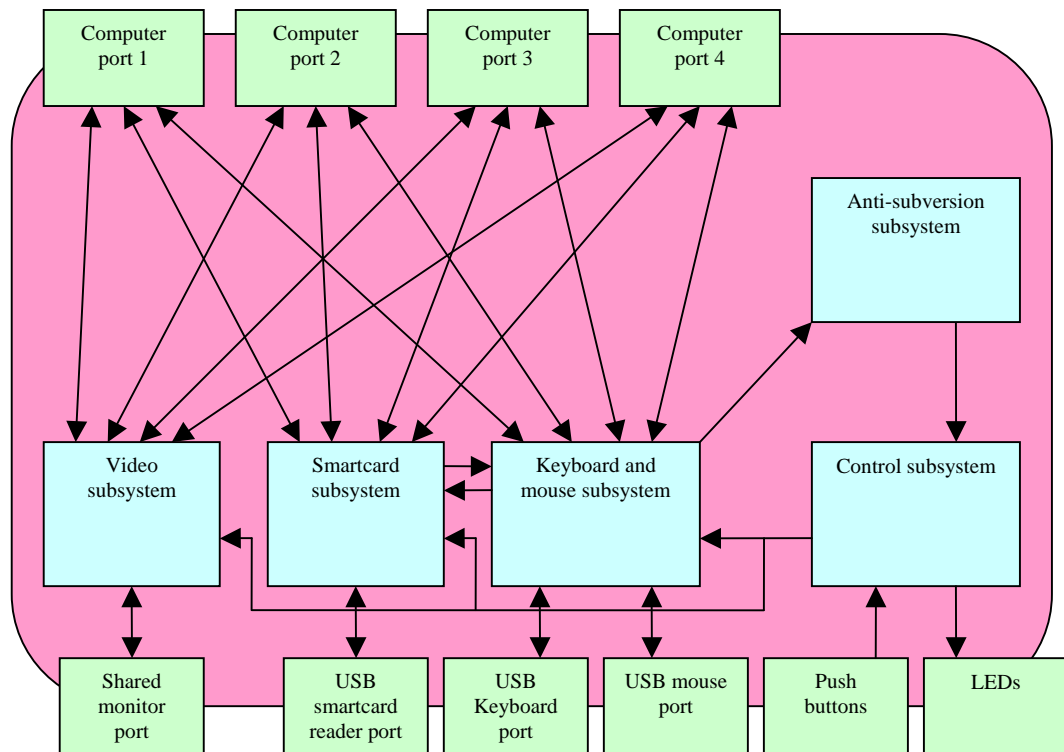 Computer
port 1
Computer
port 2
Computer
port 3
Computer
port 4
Anti-subversion
subsystem
Video
subsystem
Smartcard
subsystem
Keyboard and
mouse subsystem
Control subsystem
Shared
monitor
port
USB
smartcard
reader port
USB
Keyboard
port
USB mouse
port
Push
buttons
LEDs